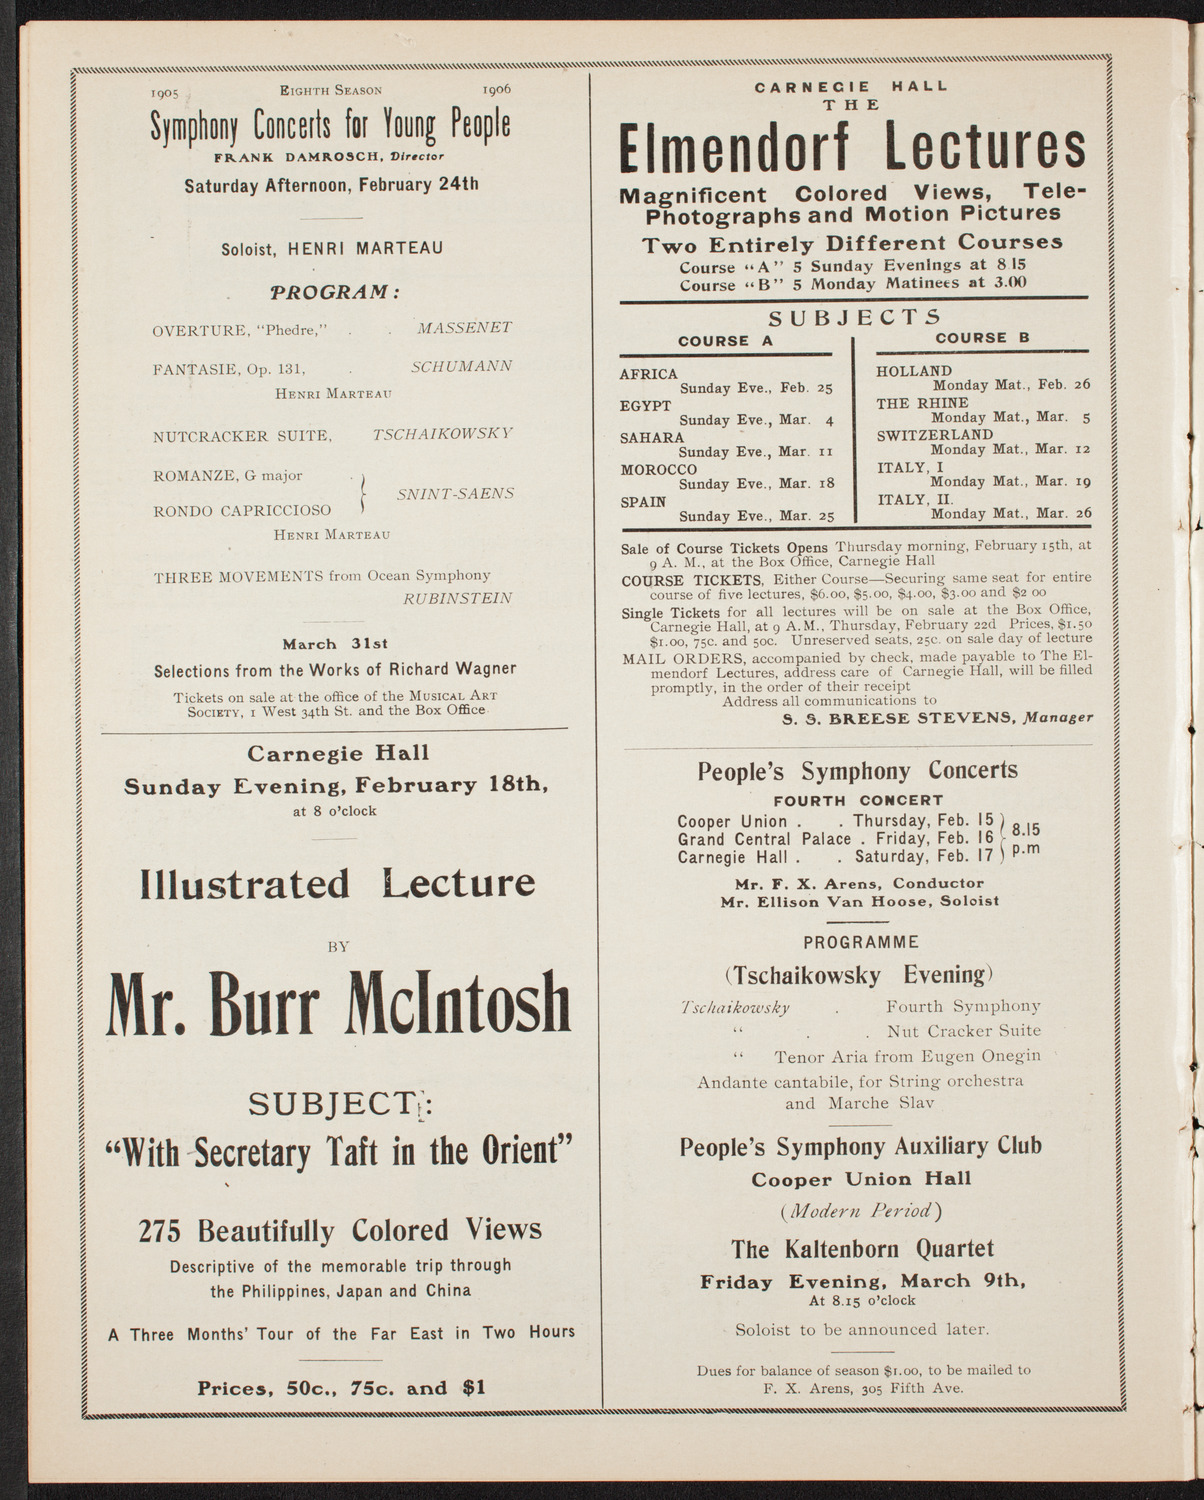 1905 EIGHTH SEASON 1906
Symphony Concerts for Young People
FRANK DAMROSCH, Director
Saturday Afternoon, February 24th
Soloist, HENRI MARTEAU
PROGRAM:
OVERTURE, "Phedre," . . MASSENET
FANTASIE, Op. 131, . SCHUMANN
HENRI MARTEAU
NUTCRACKER SUITE, TSCHAIKOWSKY
ROMANZE, G major
SNINT-SAENS
RONDO CAPRICCIOSO
HENRI MARTEAU
THREE MOVEMENTS from Ocean Symphony
RUBINSTEIN
March 31st
Selections from the Works of Richard Wagner
Tickets on sale at the office of the MUSICAL ART
SOCIETY, 1 West 34th St. and the Box Office
Carnegie Hall
Sunday Evening, February 18th,
at 8 o'clock
Illustrated Lecture
BY
Mr. Burr McIntosh
SUBJECT:
"With Secretary Taft in the Orient"
275 Beautifully Colored Views
Descriptive of the memorable trip through
the Philippines, Japan and China
A Three Months' Tour of the Far East in Two Hours
Prices, 50c., 75c. and $1
CARNEGIE HALL
THE
Elmendorf Lectures
Magnificent Colored Views, Tele-
Photographs and Motion Pictures
Two Entirely Different Courses
Course "A" 5 Sunday Evenings at 8 15
Course "B" 5 Monday Matinees at 3.00
SUBJECTS
COURSE A
AFRICA
Sunday Eve., Feb. 25
EGYPT
Sunday Eve., Mar. 4
SAHARA
Sunday Eve., Mar. 11
MOROCCO
Sunday Eve., Mar. 18
SPAIN
Sunday Eve., Mar. 25
COURSE B
HOLLAND
Monday Mat., Feb. 26
THE RHINE
Monday Mat., Mar. 5
SWITZERLAND
Monday Mat., Mar. 12
ITALY, I
Monday Mat., Mar. 19
ITALY, II.
Monday Mat., Mar. 26
Sale of Course Tickets Opens Thursday morning, February 15th, at
9 A. M., at the Box Office, Carnegie Hall
COURSE TICKETS, Either Course—Securing same seat for entire
course of five lectures, $6.00, $5.00, $4.00, $3.00 and $2 00
Single Tickets for all lectures will be on sale at the Box Office,
Carnegie Hall, at 9 A.M., Thursday, February 22d Prices, $1.50
$1.00, 75c. and 50c. Unreserved seats, 25c. on sale day of lecture
MAIL ORDERS, accompanied by check, made payable to The El-
mendorf Lectures, address care of Carnegie Hall, will be filled
promptly, in the order of their receipt
Address all communications to
S. S. BREESE STEVENS, Manager
People's Symphony Concerts
FOURTH CONCERT
Cooper Union . . Thursday, Feb. 15
Grand Central Palace . Friday, Feb. 16
Carnegie Hall . . Saturday, Feb. 17
8.15
p.m
Mr. F. X. Arens, Conductor
Mr. Ellison Van Hoose, Soloist
PROGRAMME
(Tschaikowsky Evening)
Tschaikowsky . Fourth Symphony
" . . Nut Cracker Suite
" Tenor Aria from Eugen Onegin
Andante cantabile, for String orchestra
and Marche Slav
People's Symphony Auxiliary Club
Cooper Union Hall
(Modern Period)
The Kaltenborn Quartet
Friday Evening, March 9th,
At 8.15 o'clock
Soloist to be announced later.
Dues for balance of season $1.00, to be mailed to
F. X. Arens, 305 Fifth Ave.